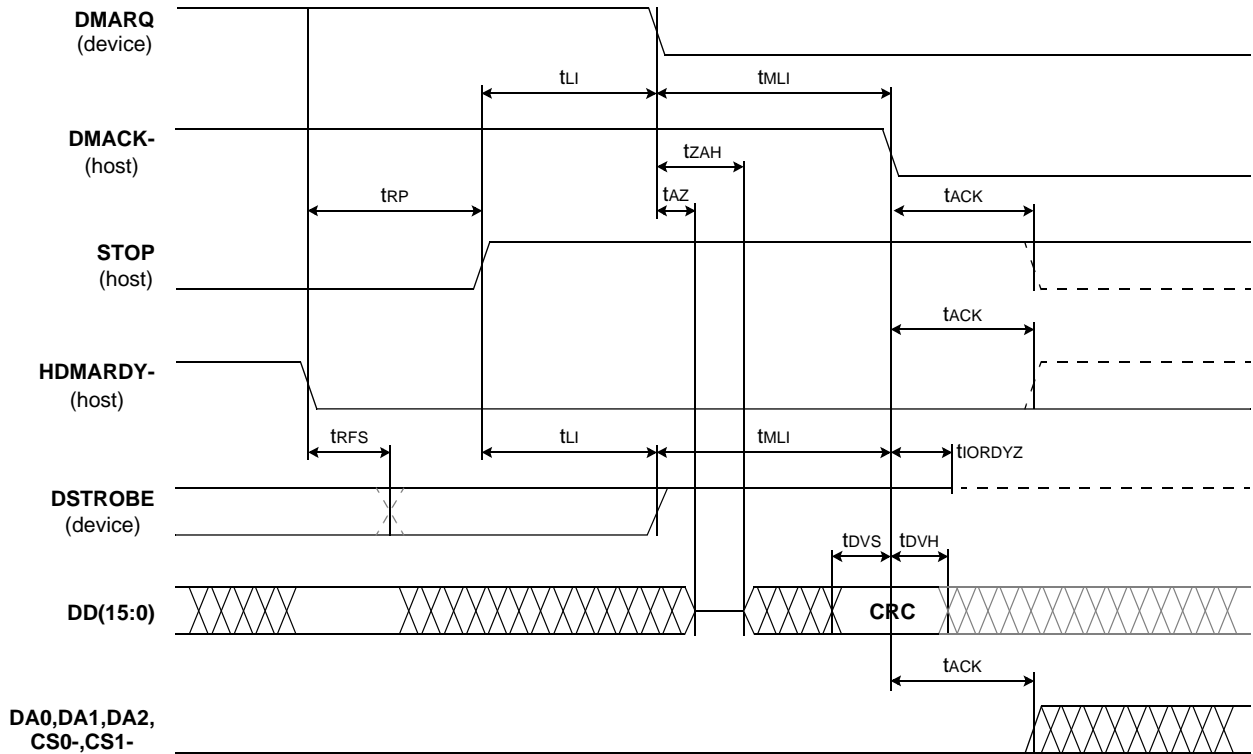 DMARQ
(device)
tLI
tMLI
DMACK-
(host)
tZAH
tAZ
tRP
tACK
STOP
(host)
tACK
HDMARDY-
(host)
tRFS
tLI
tMLI
tIORDYZ
DSTROBE
(device)
tDVS
tDVH
DD(15:0)
CRC
tACK
DA0,DA1,DA2,
CS0-,CS1-